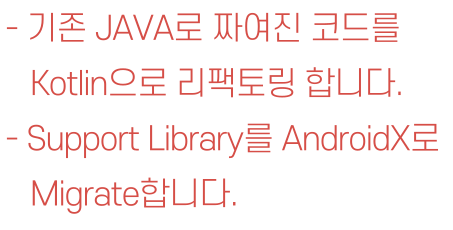 - 기존 JAVA로 짜여진 코드를
Kotlin으로 리팩토링 합니다.
- Support Library를 AndroidX로
Migrate합니다.